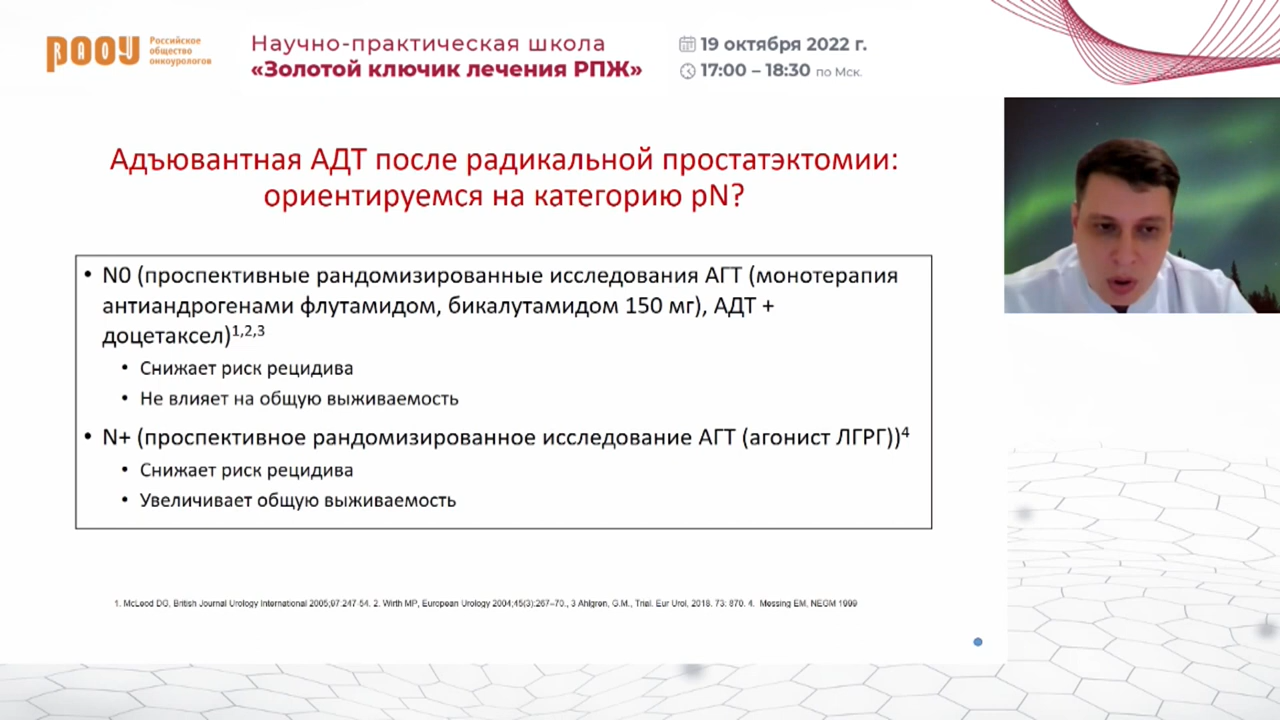 РАОУ
Российское
общество
онкоурологов
Научно-практическая школа
«Золотой ключик лечения РПЖ»
19 октября 2022 г.
17:00 – 18:30 по Мск.
Адъювантная АДТ после радикальной простатэктомии:
ориентируемся на категорию pN?
• N0 (проспективные рандомизированные исследования АГТ (монотерапия
антиандрогенами флутамидом, бикалутамидом 150 мг), АДТ +
доцетаксел)1,2,3
• Снижает риск рецидива
• Не влияет на общую выживаемость
• N+ (проспективное рандомизированное исследование АГТ (агонист ЛГРГ))4
• Снижает риск рецидива
• Увеличивает общую выживаемость
1. McLeod DG, British Journal Urology International 2005;97:247-54. 2. Wirth MP, European Urology 2004;45(3):267–70., 3 Ahlgren, G.M., Trial. Eur Urol, 2018. 73: 870. 4. Messing EM, NEGM 1999